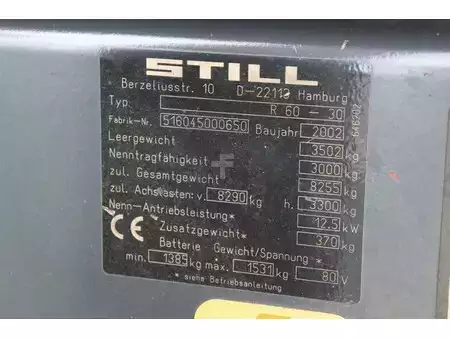 STILL
Berzeliusstr. 10 D-22113 Hamburg
Typ R 60 - 30
Fabrik-Nr. 516045000650 Baujahr 2002
Leergewicht 3502 kg
Nenntragfähigkeit 3000 kg
zul. Gesamtgewicht 8255 kg
zul. Achslasten: v. 8290 kg h. 3300 kg
Nenn-Antriebsleistung* 12,5 kW
CE Zusatzgewicht* 370 kg
Batterie Gewicht/Spannung*
min. 1385 kg max. 1531 kg 80 V
* siehe Betriebsanleitung